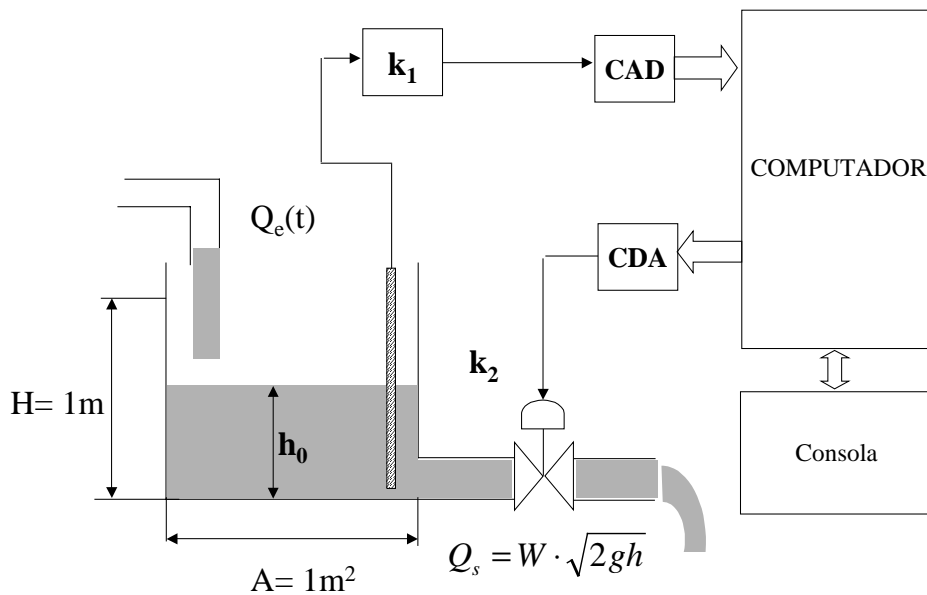 k₁
CAD
COMPUTADOR
Qₑ(t)
CDA
k₂
H= 1m
h₀
Consola
Qₛ = W · √2gh
A= 1m²